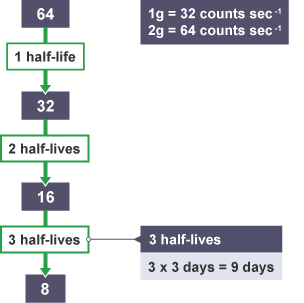 64
1g = 32 counts sec⁻¹
2g = 64 counts sec⁻¹
1 half-life
32
2 half-lives
16
3 half-lives
3 half-lives
3 x 3 days = 9 days
8